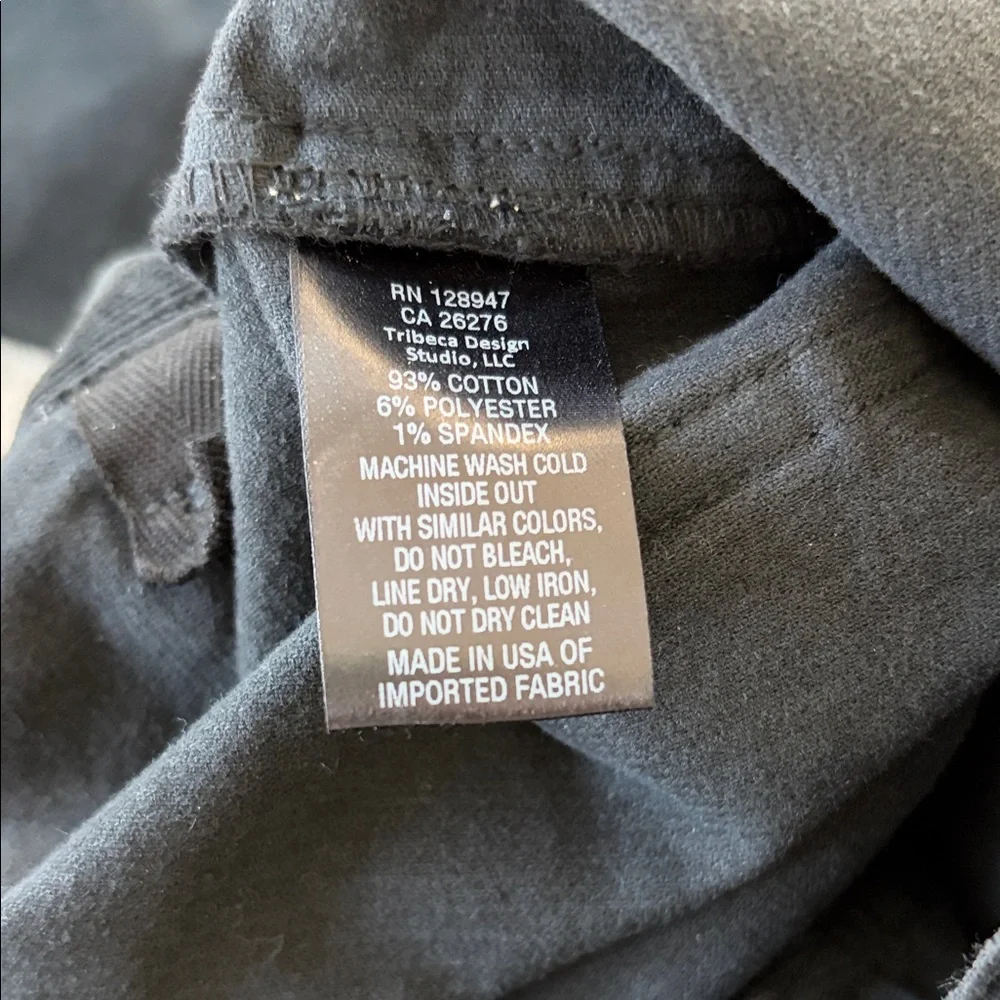 RN 128947
CA 26276
Tribeca Design
Studio, LLC
93% COTTON
6% POLYESTER
1% SPANDEX
MACHINE WASH COLD
INSIDE OUT
WITH SIMILAR COLORS,
DO NOT BLEACH,
LINE DRY, LOW IRON,
DO NOT DRY CLEAN
MADE IN USA OF
IMPORTED FABRIC